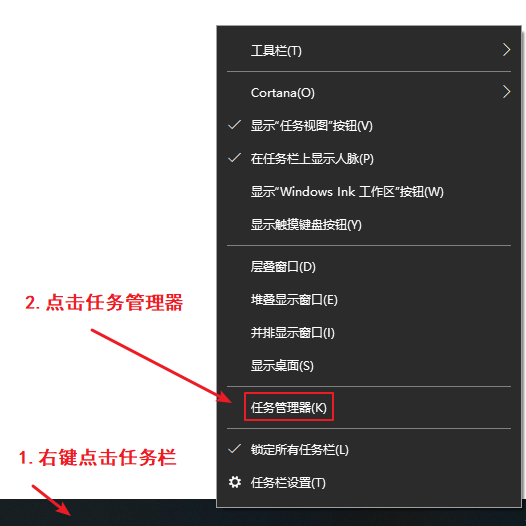 工具栏(T)
Cortana(O)
显示“任务视图”按钮(V)
在任务栏上显示人脉(P)
显示“Windows Ink 工作区”按钮(W)
显示触摸键盘按钮(Y)
层叠窗口(D)
堆叠显示窗口(E)
并排显示窗口(I)
显示桌面(S)
2.点击任务管理器
任务管理器(K)
锁定所有任务栏(L)
1.右键点击任务栏
任务栏设置(T)